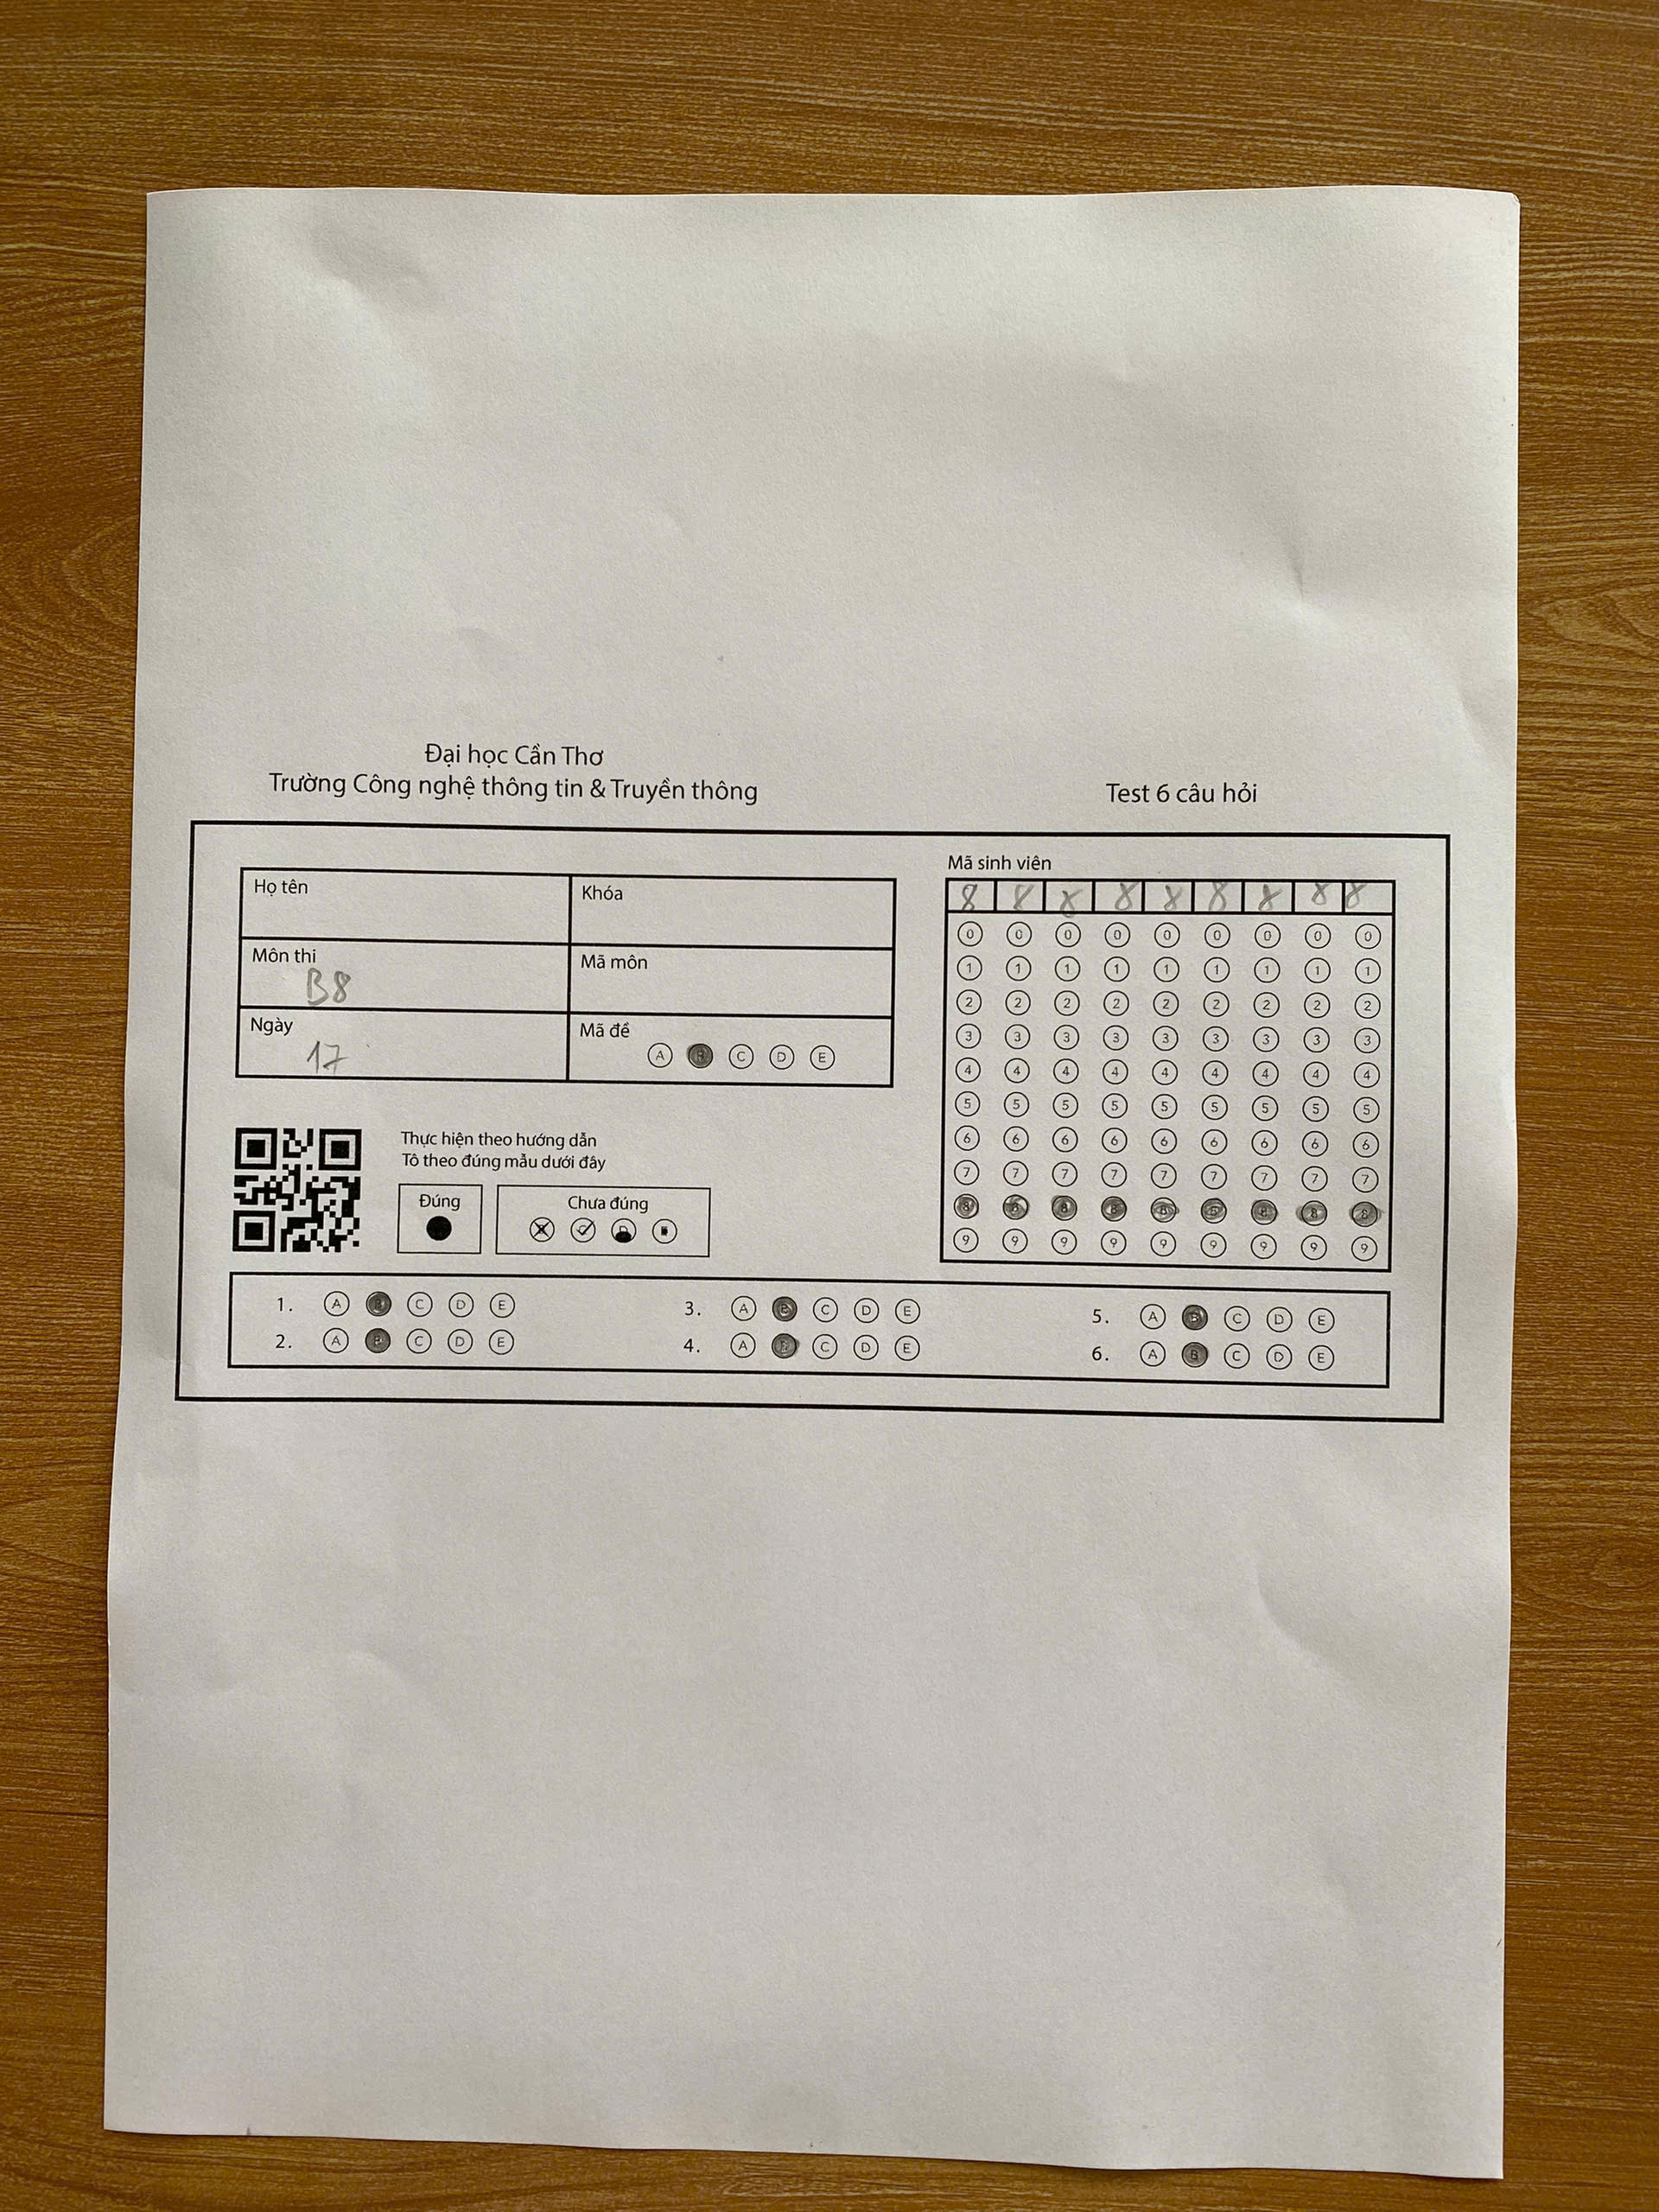 Đại học Cần Thơ
Trường Công nghệ thông tin & Truyền thông
Test 6 câu hỏi
Họ tên
Khóa
Môn thi
B8
Mã môn
Ngày
17
Mã đề
A B C D E
Mã sinh viên
8 8 8 8 8 8 8 8 8
0 0 0 0 0 0 0 0 0
1 1 1 1 1 1 1 1 1
2 2 2 2 2 2 2 2 2
3 3 3 3 3 3 3 3 3
4 4 4 4 4 4 4 4 4
5 5 5 5 5 5 5 5 5
6 6 6 6 6 6 6 6 6
7 7 7 7 7 7 7 7 7
8 8 8 8 8 8 8 8 8
9 9 9 9 9 9 9 9 9
Thực hiện theo hướng dẫn
Tô theo đúng mẫu dưới đây
Đúng
Chưa đúng
1. A B C D E
2. A B C D E
3. A B C D E
4. A B C D E
5. A B C D E
6. A B C D E